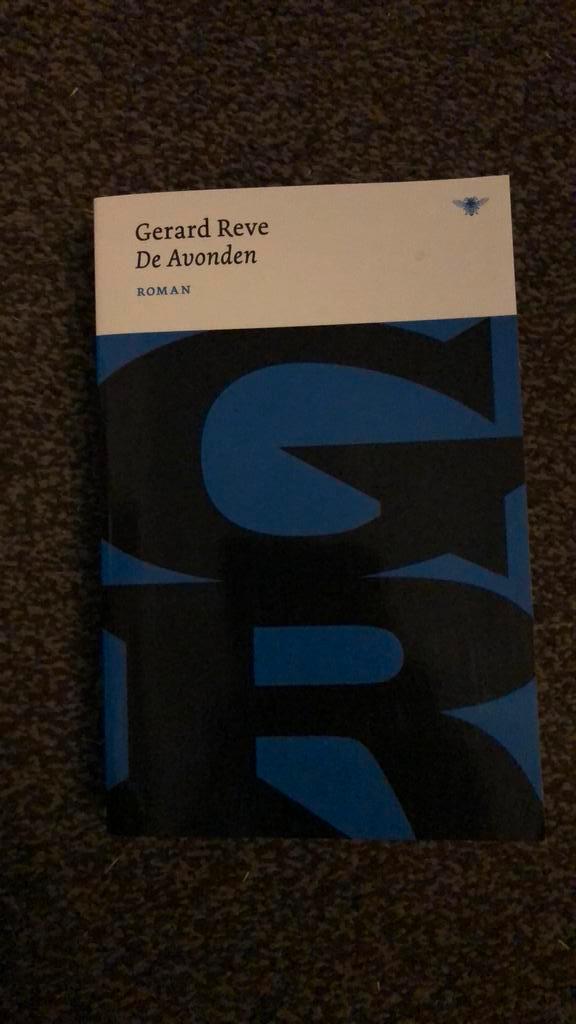 Gerard Reve
De Avonden
ROMAN
G
R